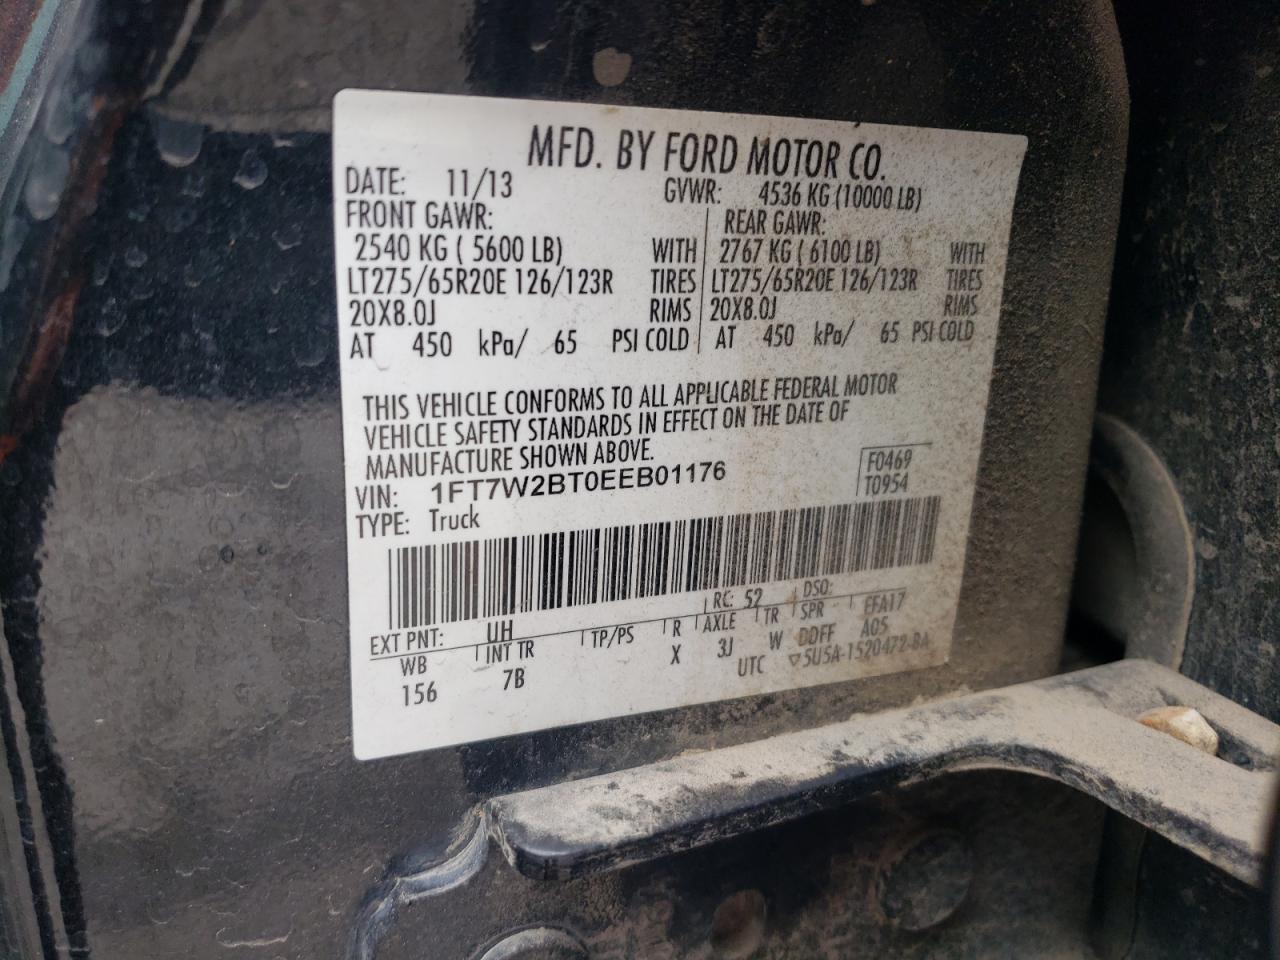 MFD. BY FORD MOTOR CO.
DATE: 11/13 GVWR: 4536 KG (10000 LB)
FRONT GAWR: REAR GAWR:
2540 KG ( 5600 LB) WITH 2767 KG ( 6100 LB) WITH
LT275/65R20E 126/123R TIRES LT275/65R20E 126/123R TIRES
20X8.0J RIMS 20X8.0J RIMS
AT 450 kPa/ 65 PSI COLD AT 450 kPa/ 65 PSI COLD
THIS VEHICLE CONFORMS TO ALL APPLICABLE FEDERAL MOTOR
VEHICLE SAFETY STANDARDS IN EFFECT ON THE DATE OF
MANUFACTURE SHOWN ABOVE.
VIN: 1FT7W2BT0EEB01176 F0469
TYPE: Truck T0954
EXT PNT: UH RC: 52 DSO:
WB INT TR TP/PS R AXLE TR SPR EFA17
156 7B X 3J W DDFF A05
UTC ▽5U5A-1520472-BA